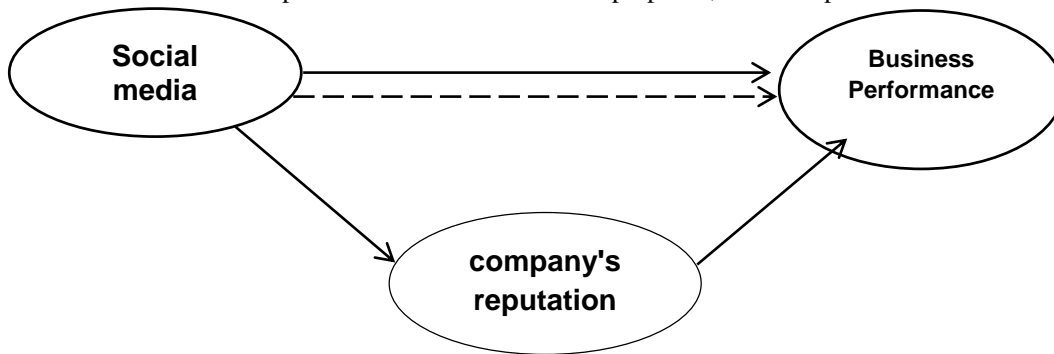 Social
media
Business
Performance
company's
reputation